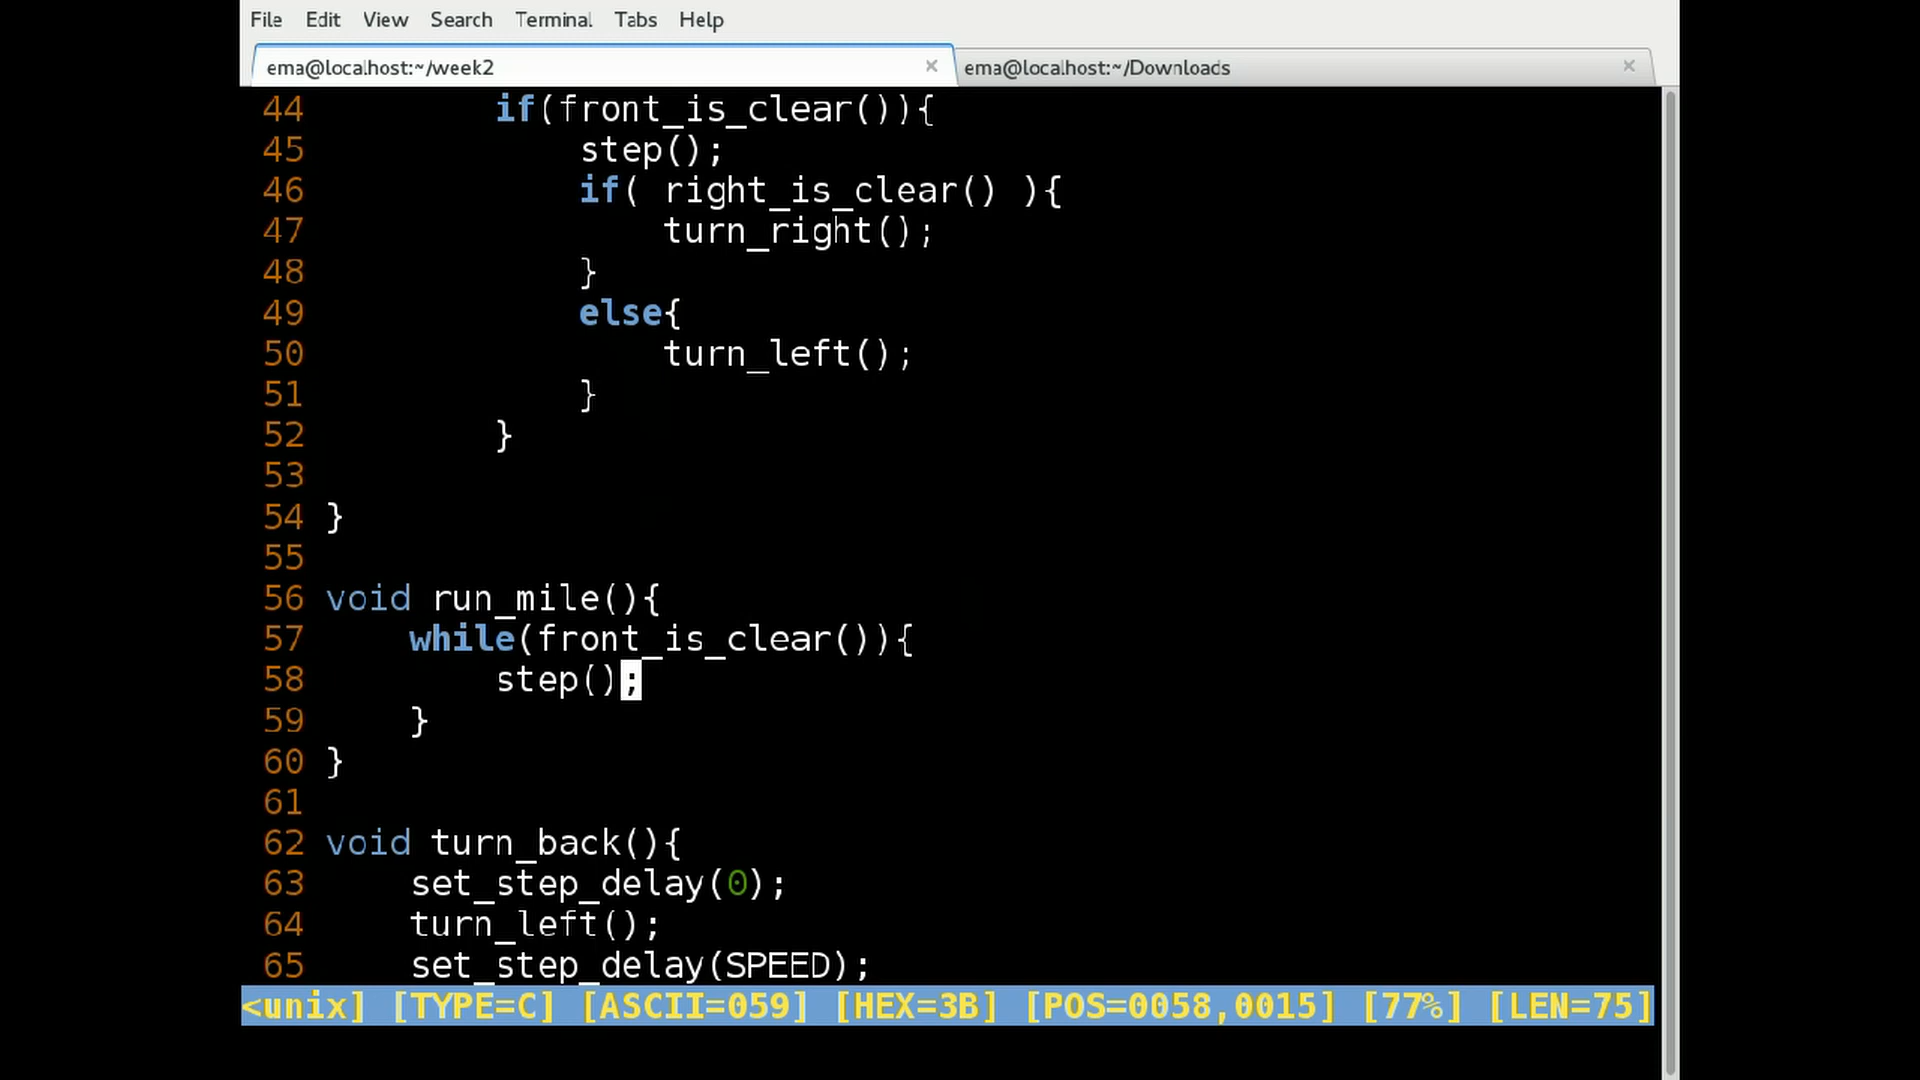 File Edit View Search Terminal Tabs Help
ema@localhost:~/week2 × ema@localhost:~/Downloads ×
44 if(front_is_clear()){
45 step();
46 if( right_is_clear() ){
47 turn_right();
48 }
49 else{
50 turn_left();
51 }
52 }
53
54 }
55
56 void run_mile(){
57 while(front_is_clear()){
58 step();
59 }
60 }
61
62 void turn_back(){
63 set_step_delay(0);
64 turn_left();
65 set_step_delay(SPEED);
<unix] [TYPE=C] [ASCII=059] [HEX=3B] [POS=0058,0015] [77%] [LEN=75]